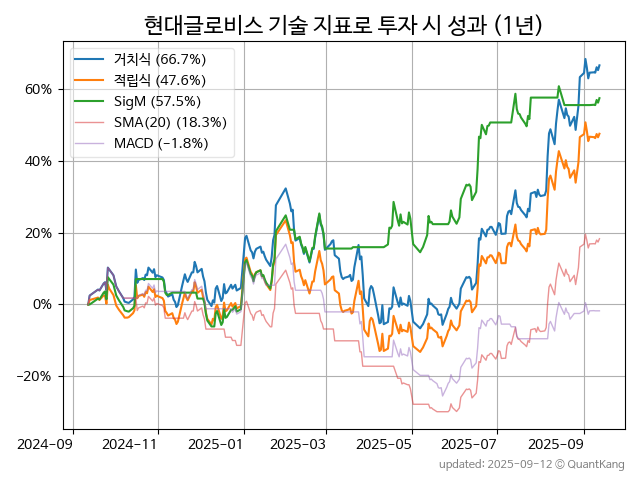 현대글로비스 기술 지표로 투자 시 성과 (1년)
거치식 (66.7%)
적립식 (47.6%)
SigM (57.5%)
SMA(20) (18.3%)
MACD (−1.8%)
60%
40%
20%
0%
−20%
2024−09 2024−11 2025−01 2025−03 2025−05 2025−07 2025−09
updated: 2025−09−12 © QuantKang